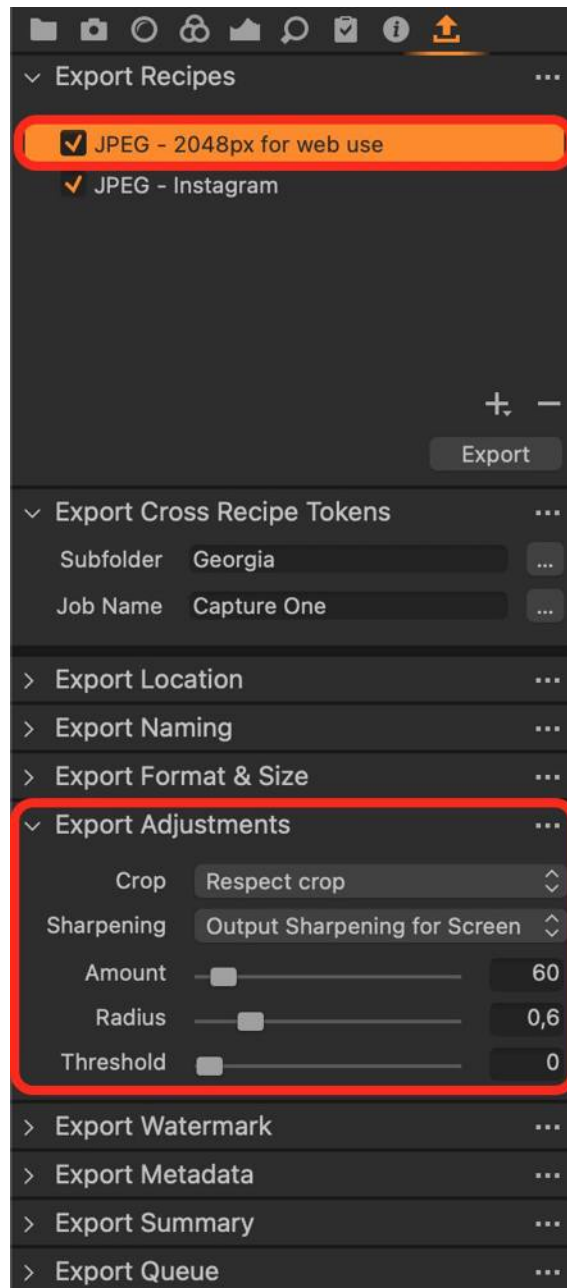 Export Recipes
JPEG - 2048px for web use
JPEG - Instagram
Export
Export Cross Recipe Tokens
Subfolder Georgia ...
Job Name Capture One ...
Export Location
Export Naming
Export Format & Size
Export Adjustments
Crop Respect crop
Sharpening Output Sharpening for Screen
Amount 60
Radius 0,6
Threshold 0
Export Watermark
Export Metadata
Export Summary
Export Queue